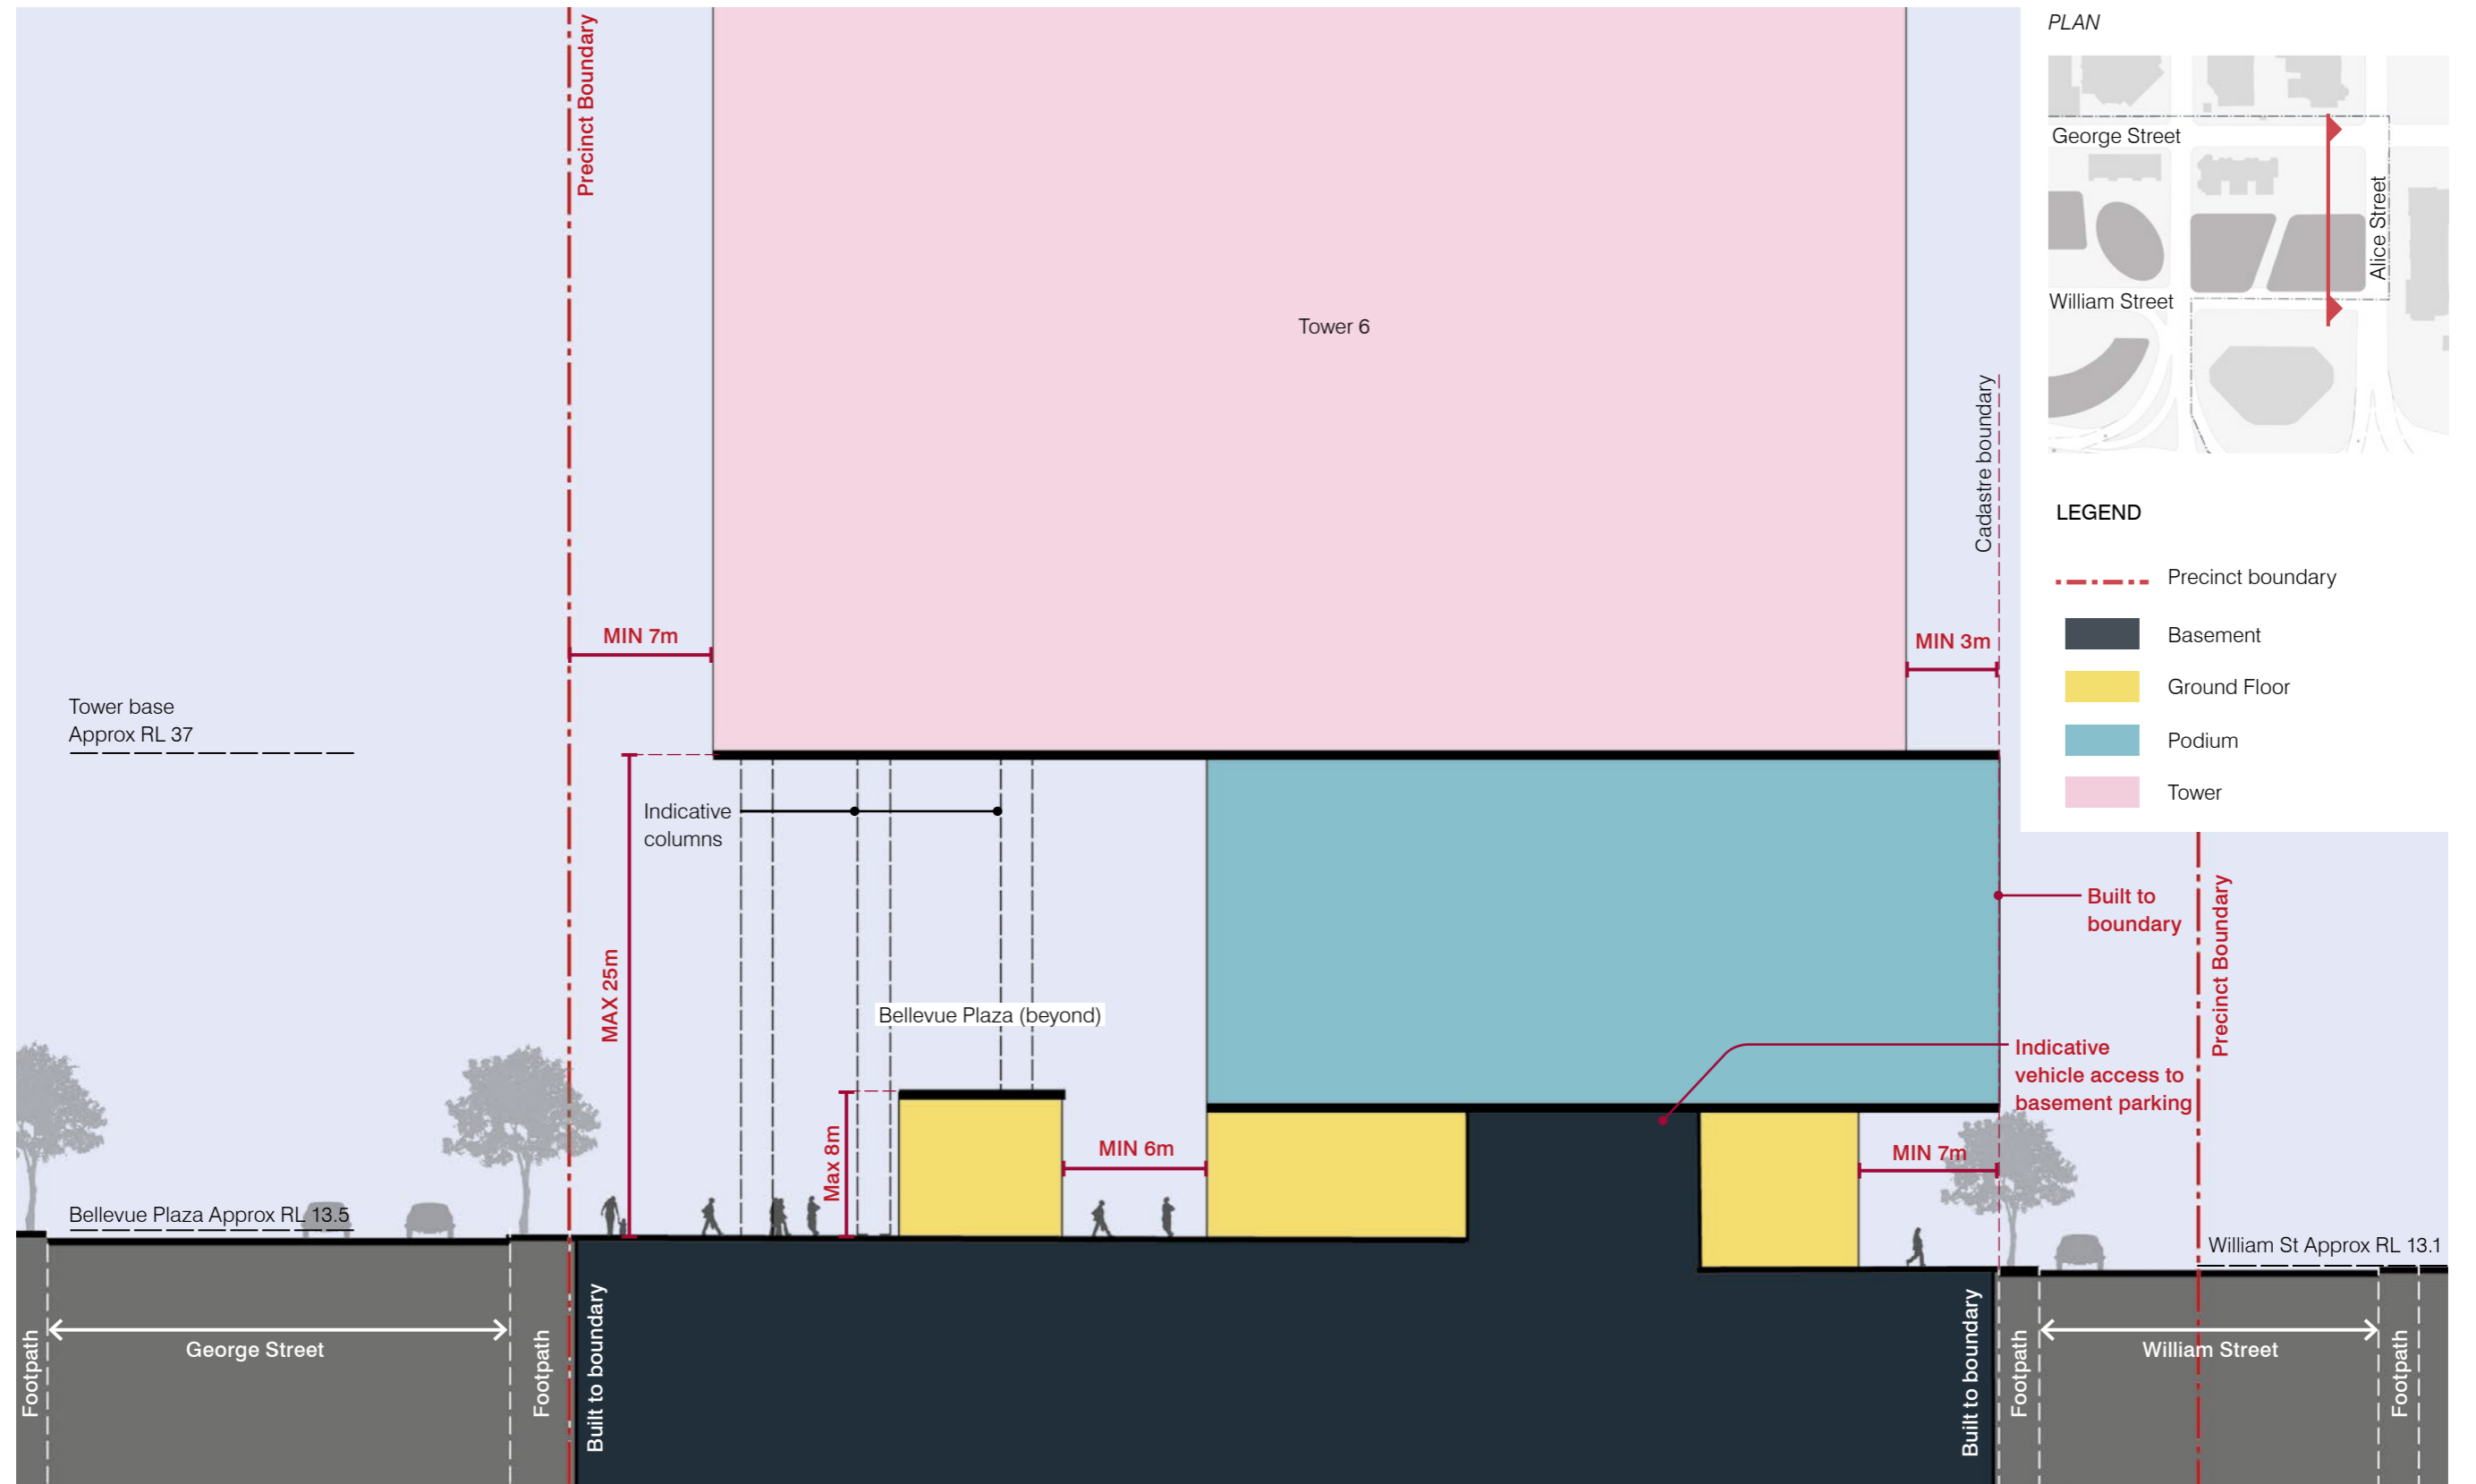 PLAN
George Street
William Street
Alice Street
LEGEND
Precinct boundary
Basement
Ground Floor
Podium
Tower
Precinct Boundary
Tower 6
Cadastre boundary
MIN 7m
MIN 3m
Tower base
Approx RL 37
Indicative
columns
MAX 25m
Bellevue Plaza (beyond)
Built to
boundary
Precinct Boundary
Indicative
vehicle access to
basement parking
Max 8m
MIN 6m
MIN 7m
Bellevue Plaza Approx RL 13.5
William St Approx RL 13.1
Footpath
George Street
Footpath
Built to boundary
Built to boundary
Footpath
William Street
Footpath